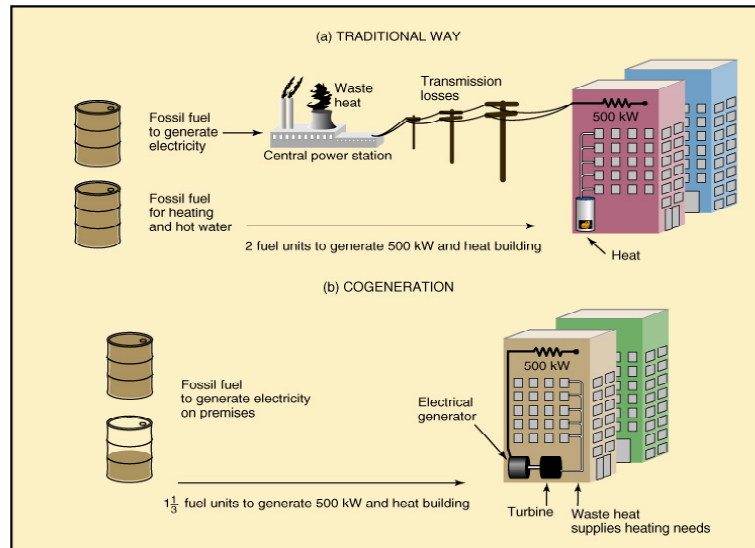 (a) TRADITIONAL WAY
Fossil fuel
to generate
electricity
Waste
heat
Central power station
Transmission
losses
500 kW
Fossil fuel
for heating
and hot water
2 fuel units to generate 500 kW and heat building
Heat
(b) COGENERATION
Fossil fuel
to generate electricity
on premises
500 kW
Electrical
generator
1 1/3 fuel units to generate 500 kW and heat building
Turbine
Waste heat
supplies heating needs